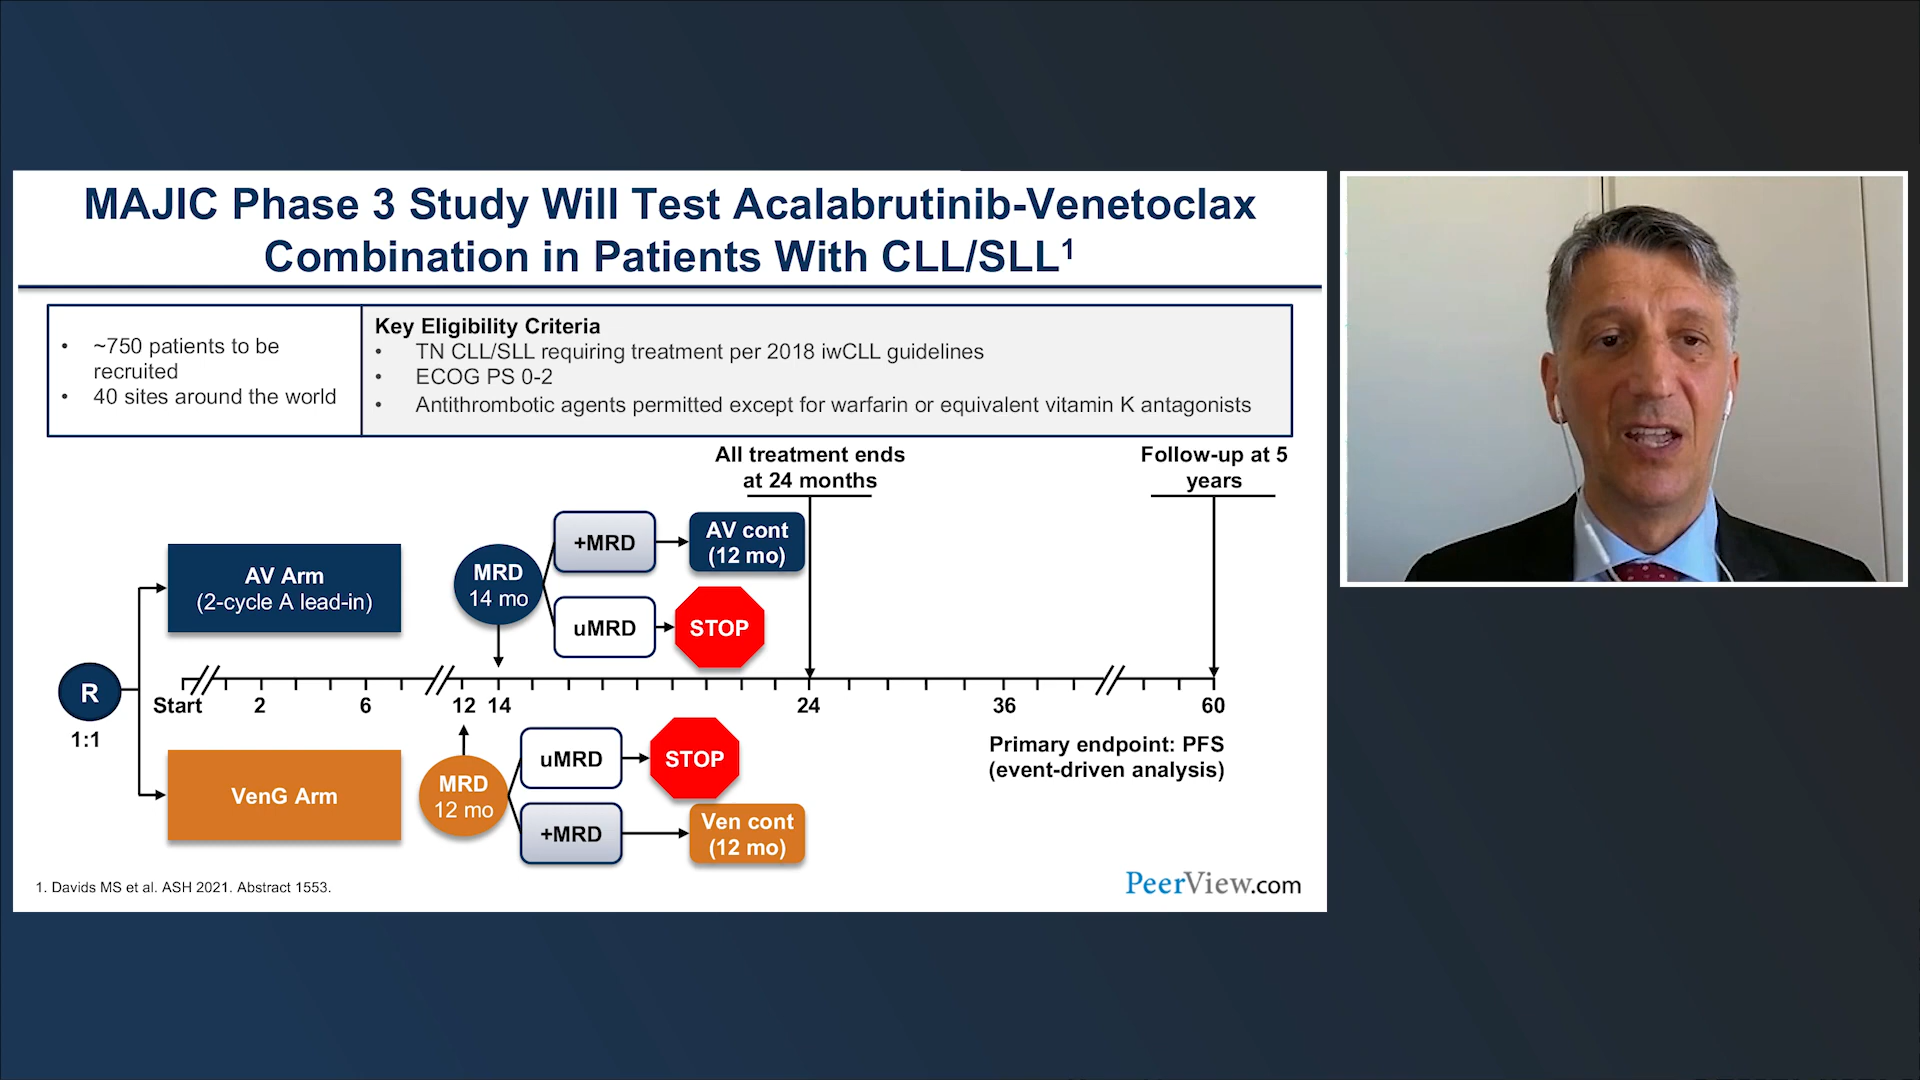 MAJIC Phase 3 Study Will Test Acalabrutinib-Venetoclax
Combination in Patients With CLL/SLL1
• ~750 patients to be
recruited
• 40 sites around the world
Key Eligibility Criteria
• TN CLL/SLL requiring treatment per 2018 iwCLL guidelines
• ECOG PS 0-2
• Antithrombotic agents permitted except for warfarin or equivalent vitamin K antagonists
All treatment ends
at 24 months
Follow-up at 5
years
AV Arm
(2-cycle A lead-in)
MRD
14 mo
+MRD
AV cont
(12 mo)
uMRD
STOP
R
1:1
Start 2 6 12 14 24 36 60
VenG Arm
MRD
12 mo
uMRD
STOP
+MRD
Ven cont
(12 mo)
Primary endpoint: PFS
(event-driven analysis)
1. Davids MS et al. ASH 2021. Abstract 1553.
PeerView.com